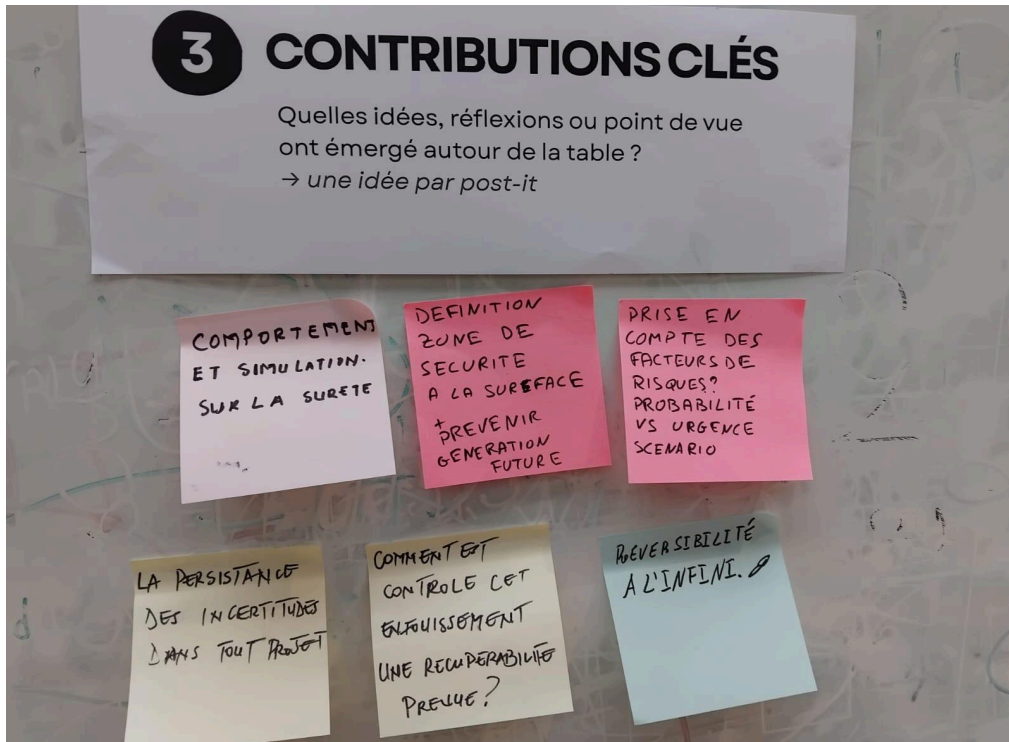 3 CONTRIBUTIONS CLÉS
Quelles idées, réflexions ou point de vue
ont émergé autour de la table ?
→ une idée par post-it
COMPORTEMENT
ET SIMULATION.
SUR LA SURETE
DEFINITION
ZONE DE
SECURITE
A LA SUREFACE
+
PREVENIR
GENERATION
FUTURE
PRISE EN
COMPTE DES
FACTEURS DE
RISQUES?
PROBABILITÉ
VS URGENCE
SCENARIO
LA PERSISTANCE
DES INCERTITUDES
DANS TOUT PROJET
COMMENT EST
CONTROLE CET
ENFOUISSEMENT
UNE RECUPERABILITE
PREVUE?
REVERSIBILITÉ
A L'INFINI.